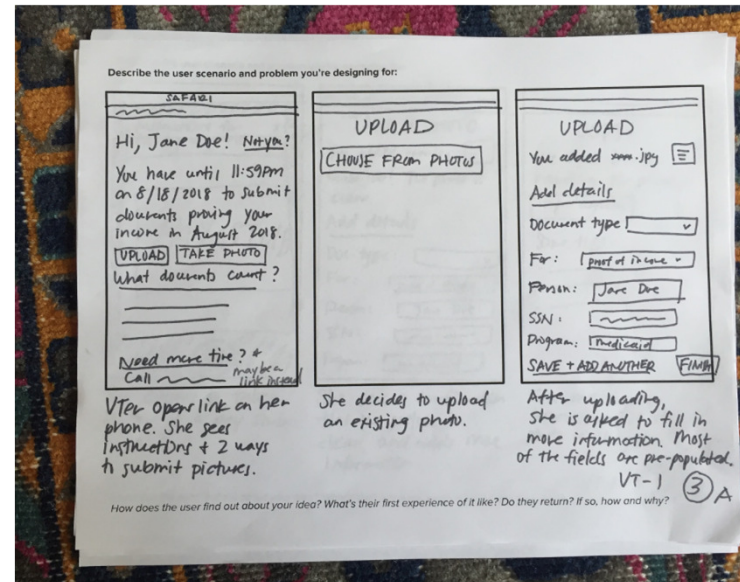 Describe the user scenario and problem you're designing for:
SAFARI
Hi, Jane Doe! Not you?
You have until 11:59pm
on 8/18/2018 to submit
douments proving your
income in August 2018.
UPLOAD TAKE PHOTO
What douments count?
Need more time? *
Call maybe a
link instead
VTer opens link on her
phone. She sees
instructions + 2 ways
to submit pictures.
UPLOAD
CHOOSE FROM PHOTOS
She decides to upload
an existing photo.
UPLOAD
You added .jpg
Add details
Document type
For: proof of income
Person: Jane Doe
SSN:
Program: medicaid
SAVE + ADD ANOTHER FINISH
After uploading,
she is asked to fill in
more information. Most
of the fields are pre-populated.
VT-1
3 A
How does the user find out about your idea? What's their first experience of it like? Do they return? If so, how and why?